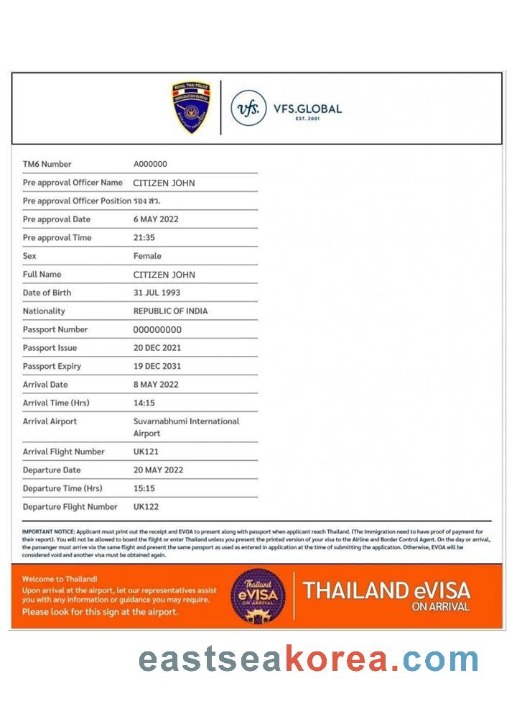 ROYAL THAI POLICE
IMMIGRATION BUREAU
vfs. VFS.GLOBAL
EST. 2001
TM6 Number A000000
Pre approval Officer Name CITIZEN JOHN
Pre approval Officer Position รอง สว.
Pre approval Date 6 MAY 2022
Pre approval Time 21:35
Sex Female
Full Name CITIZEN JOHN
Date of Birth 31 JUL 1993
Nationality REPUBLIC OF INDIA
Passport Number 000000000
Passport Issue 20 DEC 2021
Passport Expiry 19 DEC 2031
Arrival Date 8 MAY 2022
Arrival Time (Hrs) 14:15
Arrival Airport Suvarnabhumi International
Airport
Arrival Flight Number UK121
Departure Date 20 MAY 2022
Departure Time (Hrs) 15:15
Departure Flight Number UK122
IMPORTANT NOTICE: Applicant must print out the receipt and EVOA to present along with passport when applicant reach Thailand. (The Immigration need to have proof of payment for
their report). You will not be allowed to board the flight or enter Thailand unless you present the printed version of your visa to the Airline and Border Control Agent. On the day or arrival,
the passenger must arrive via the same flight and present the same passport as used as entered in application at the time of submitting the application. Otherwise, EVOA will be
considered void and another visa must be obtained again.
Welcome to Thailand!
Upon arrival at the airport, let our representatives assist
you with any information or guidance you may require.
Please look for this sign at the airport.
Thailand
eVISA
ON ARRIVAL
THAILAND eVISA
ON ARRIVAL
eastseakorea.com